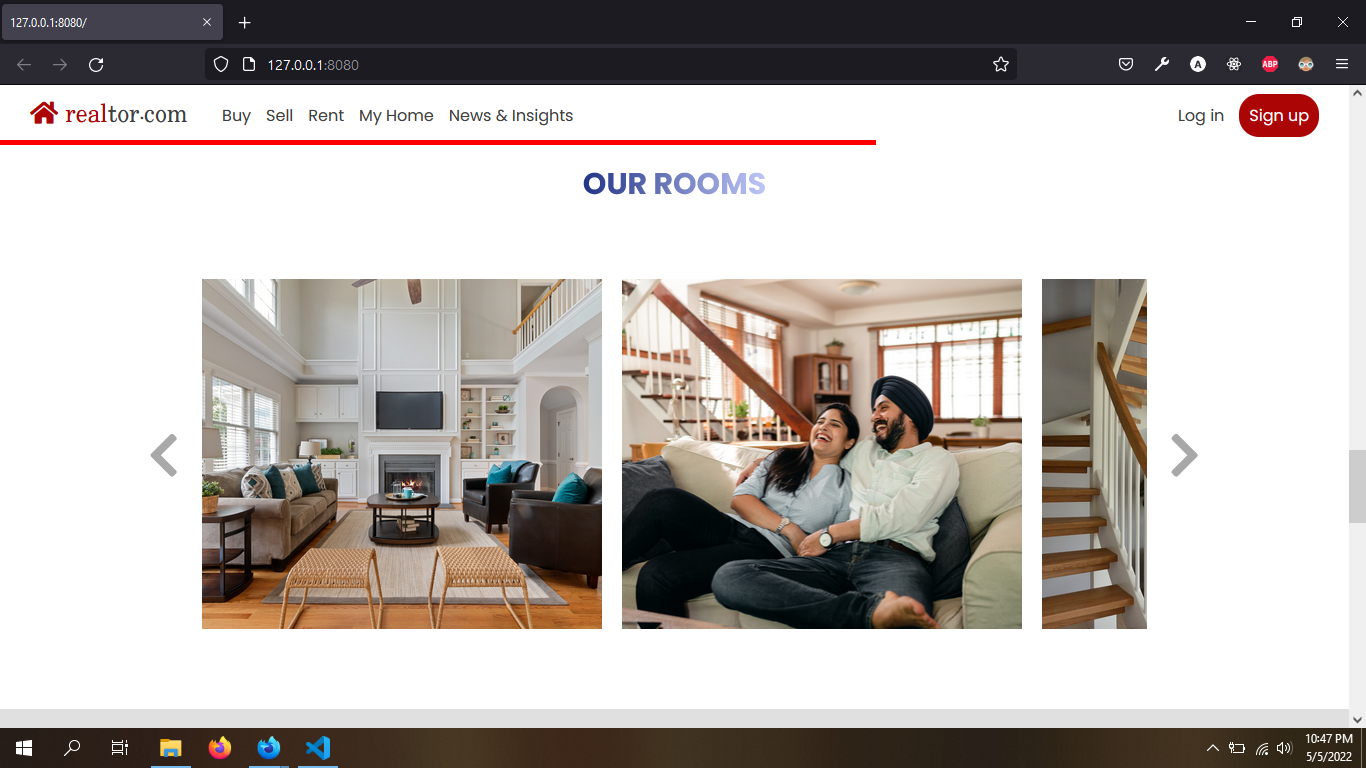 127.0.0.1:8080/
127.0.0.1:8080
A
ABP
realtor.com
Buy Sell Rent My Home News & Insights
Log in
Sign up
OUR ROOMS
10:47 PM
5/5/2022